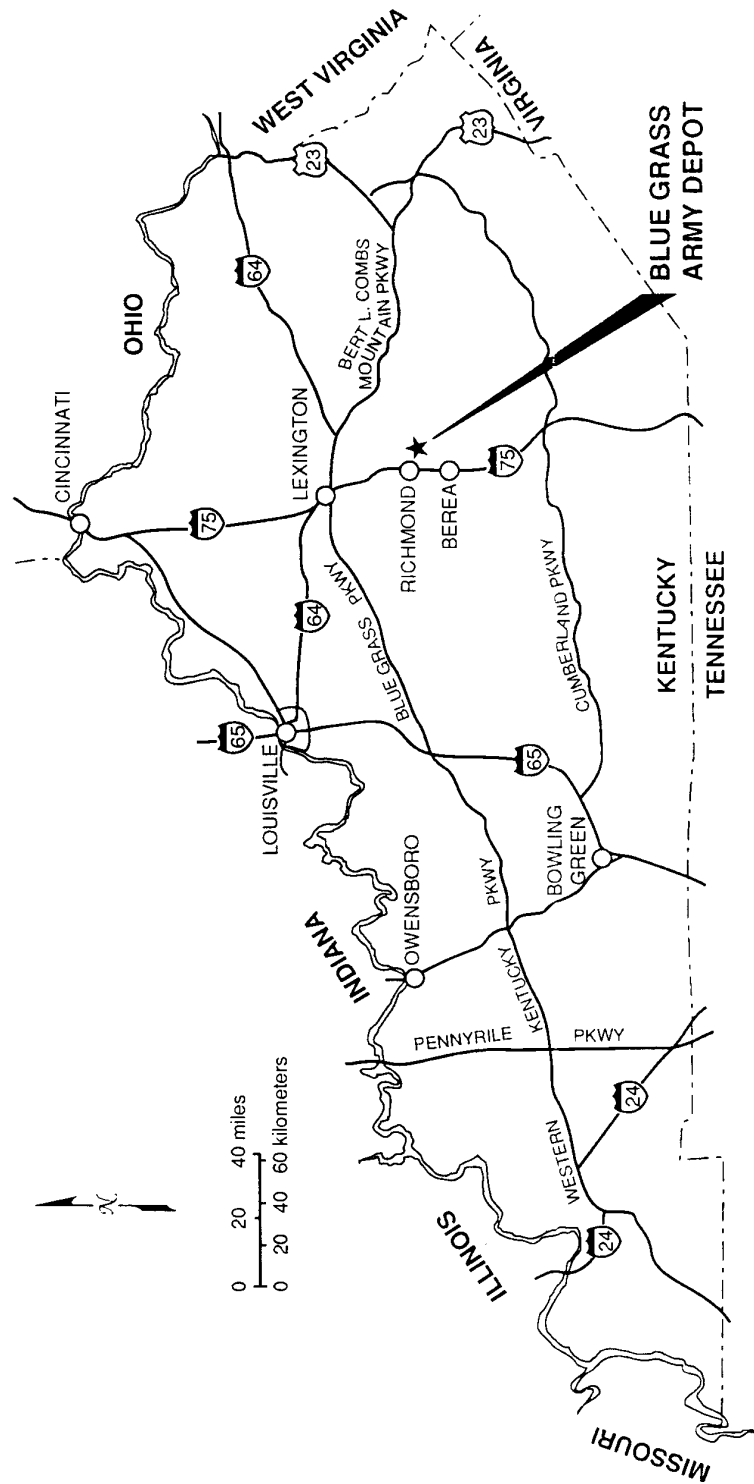 WEST VIRGINIA
OHIO
CINCINNATI
VIRGINIA
23
64
23
75
BERT L. COMBS
MOUNTAIN PKWY
LEXINGTON
BLUE GRASS
ARMY DEPOT
RICHMOND
BEREA
75
64
BLUE GRASS PKWY
65
LOUISVILLE
CUMBERLAND PKWY
KENTUCKY
TENNESSEE
65
INDIANA
OWENSBORO
BOWLING
GREEN
PENNYRILE PKWY
WESTERN KENTUCKY PKWY
24
24
ILLINOIS
MISSOURI
N
0 20 40 miles
0 20 40 60 kilometers